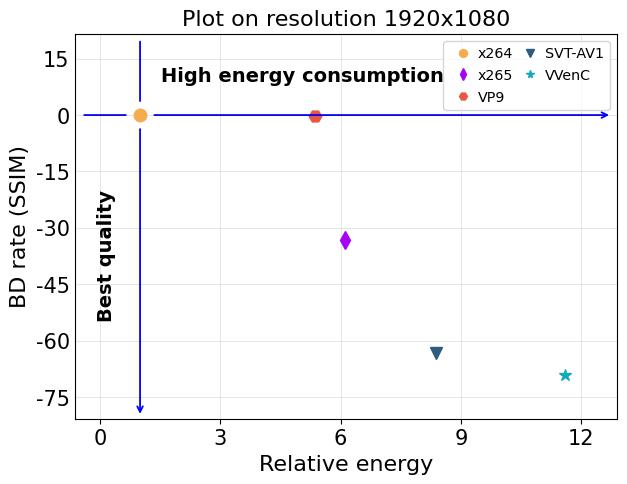 Plot on resolution 1920x1080
x264
SVT-AV1
x265
VVenC
VP9
High energy consumption
Best quality
BD rate (SSIM)
15
0
-15
-30
-45
-60
-75
0 3 6 9 12
Relative energy